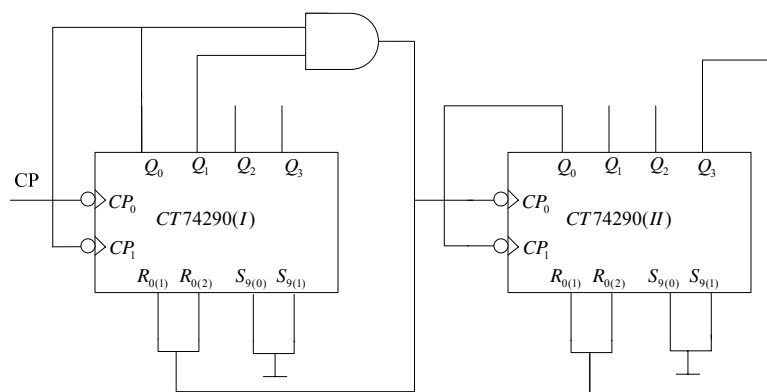 Q₀ Q₁ Q₂ Q₃
CP
CP₀
CT74290(I)
CP₁
R₀₍₁₎ R₀₍₂₎ S₉₍₀₎ S₉₍₁₎
Q₀ Q₁ Q₂ Q₃
CP₀
CT74290(II)
CP₁
R₀₍₁₎ R₀₍₂₎ S₉₍₀₎ S₉₍₁₎